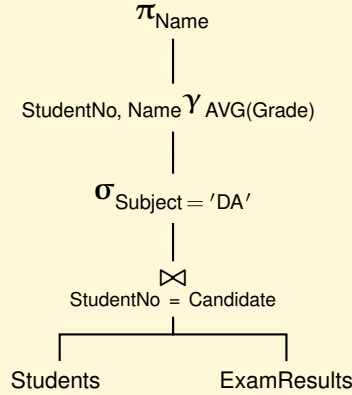 π Name
StudentNo, Name γ AVG(Grade)
σ Subject = 'DA'
⋈
StudentNo = Candidate
Students ExamResults